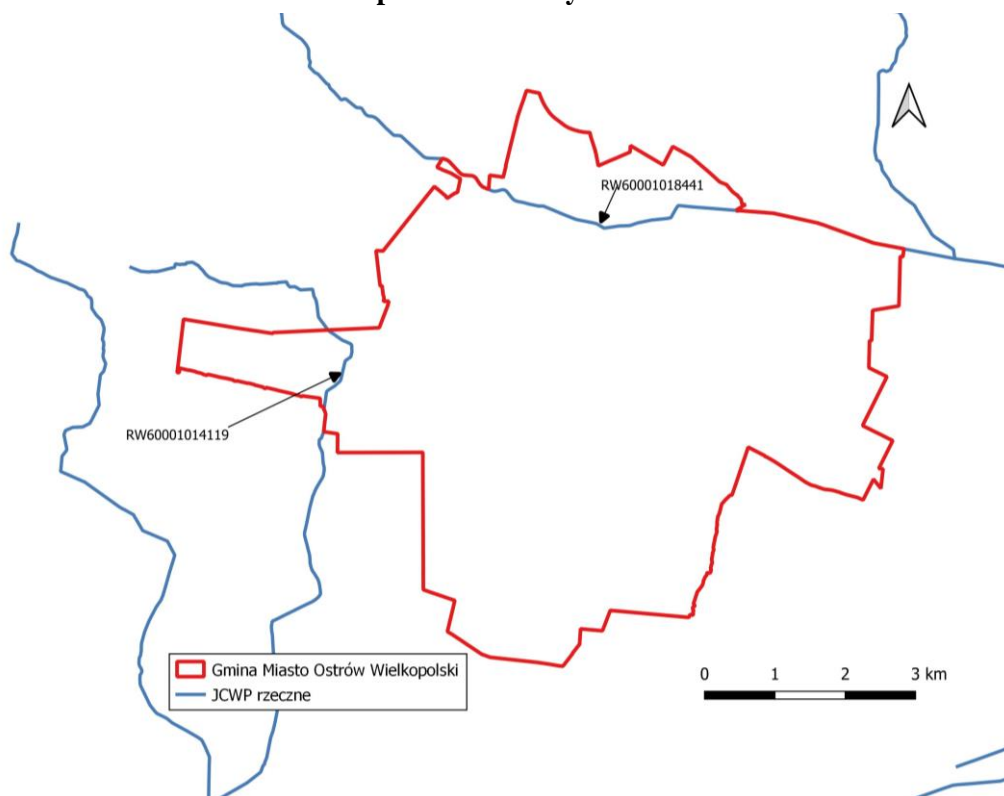 RW60001018441
RW60001014119
Gmina Miasto Ostrów Wielkopolski
JCWP rzeczne
0 1 2 3 km